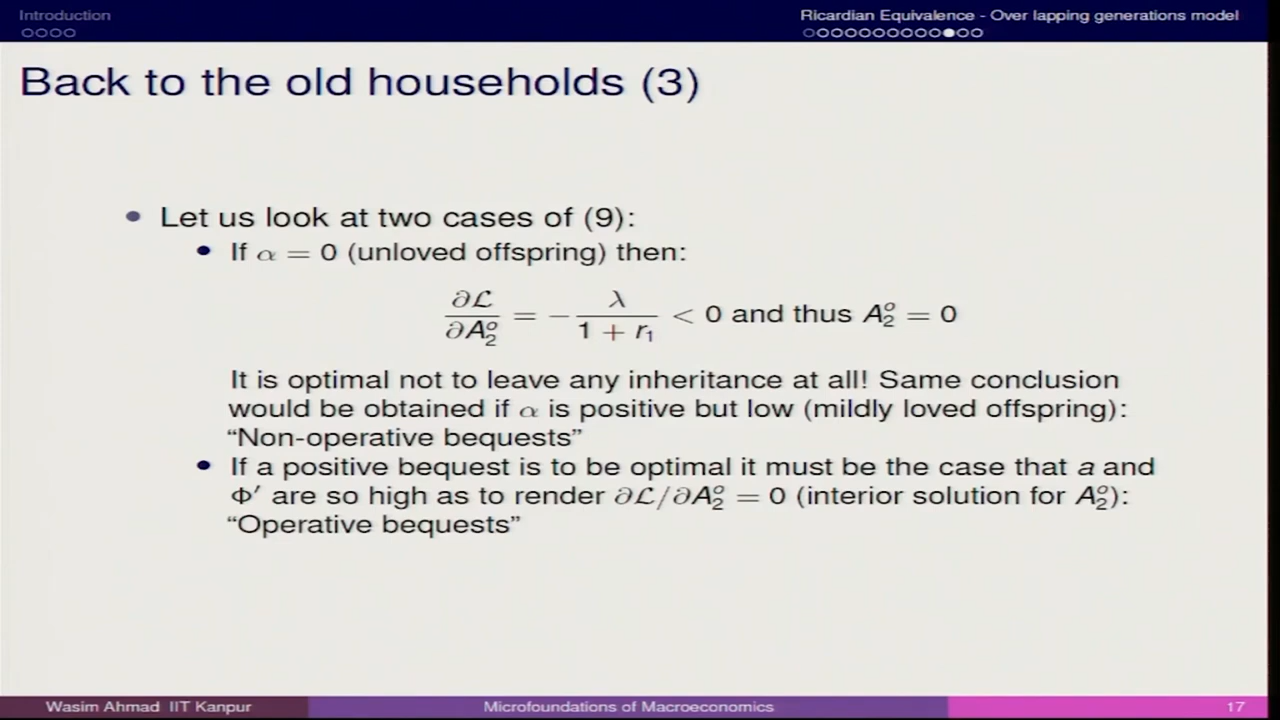 Introduction
Ricardian Equivalence - Over lapping generations model
Back to the old households (3)
Let us look at two cases of (9):
If α = 0 (unloved offspring) then:
∂ℒ/∂A₂ᵒ = − λ/(1 + r₁) < 0 and thus A₂ᵒ = 0
It is optimal not to leave any inheritance at all! Same conclusion
would be obtained if α is positive but low (mildly loved offspring):
“Non-operative bequests”
If a positive bequest is to be optimal it must be the case that a and
Φ′ are so high as to render ∂ℒ/∂A₂ᵒ = 0 (interior solution for A₂ᵒ):
“Operative bequests”
Wasim Ahmad IIT Kanpur
Microfoundations of Macroeconomics
17